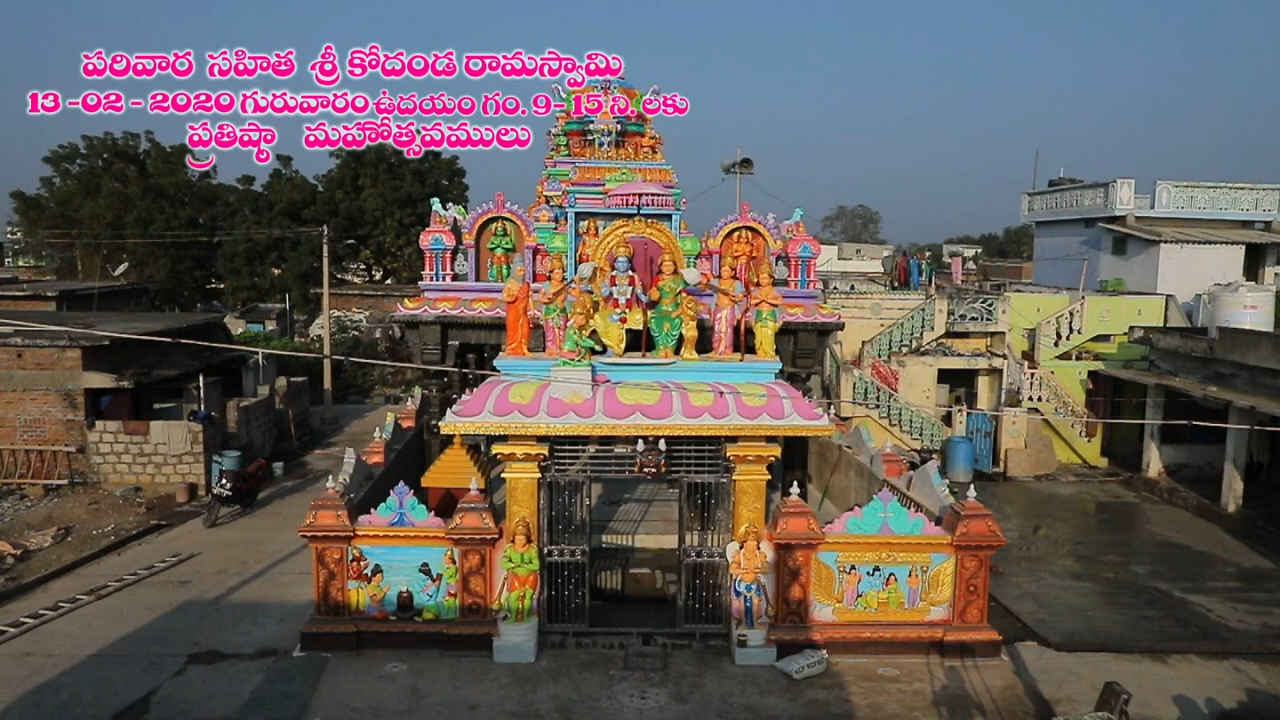 పరివార సహిత శ్రీ కోదండ రామస్వామి
13-02-2020 గురువారం ఉదయం గం. 9-15 ని. లకు
ప్రతిష్ఠా మహోత్సవములు